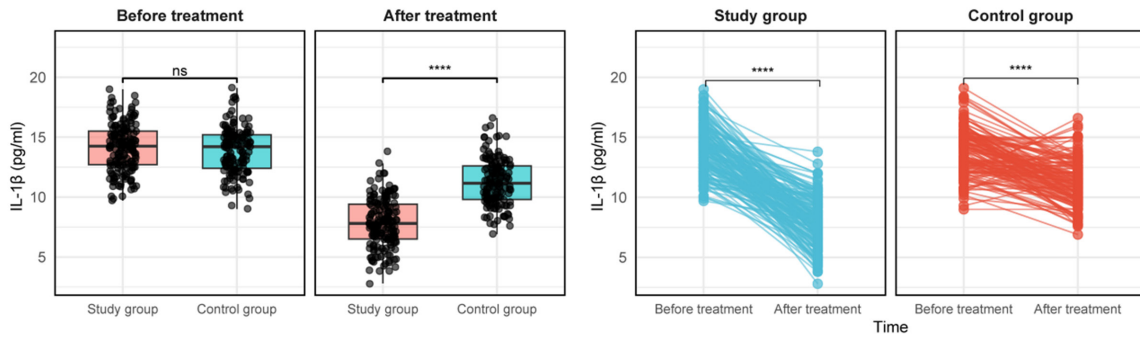 Before treatment
After treatment
IL-1β (pg/ml)
20
15
10
5
ns
****
Study group
Control group
Study group
Control group
Study group
Control group
IL-1β (pg/ml)
20
15
10
5
****
****
Before treatment
After treatment
Before treatment
After treatment
Time